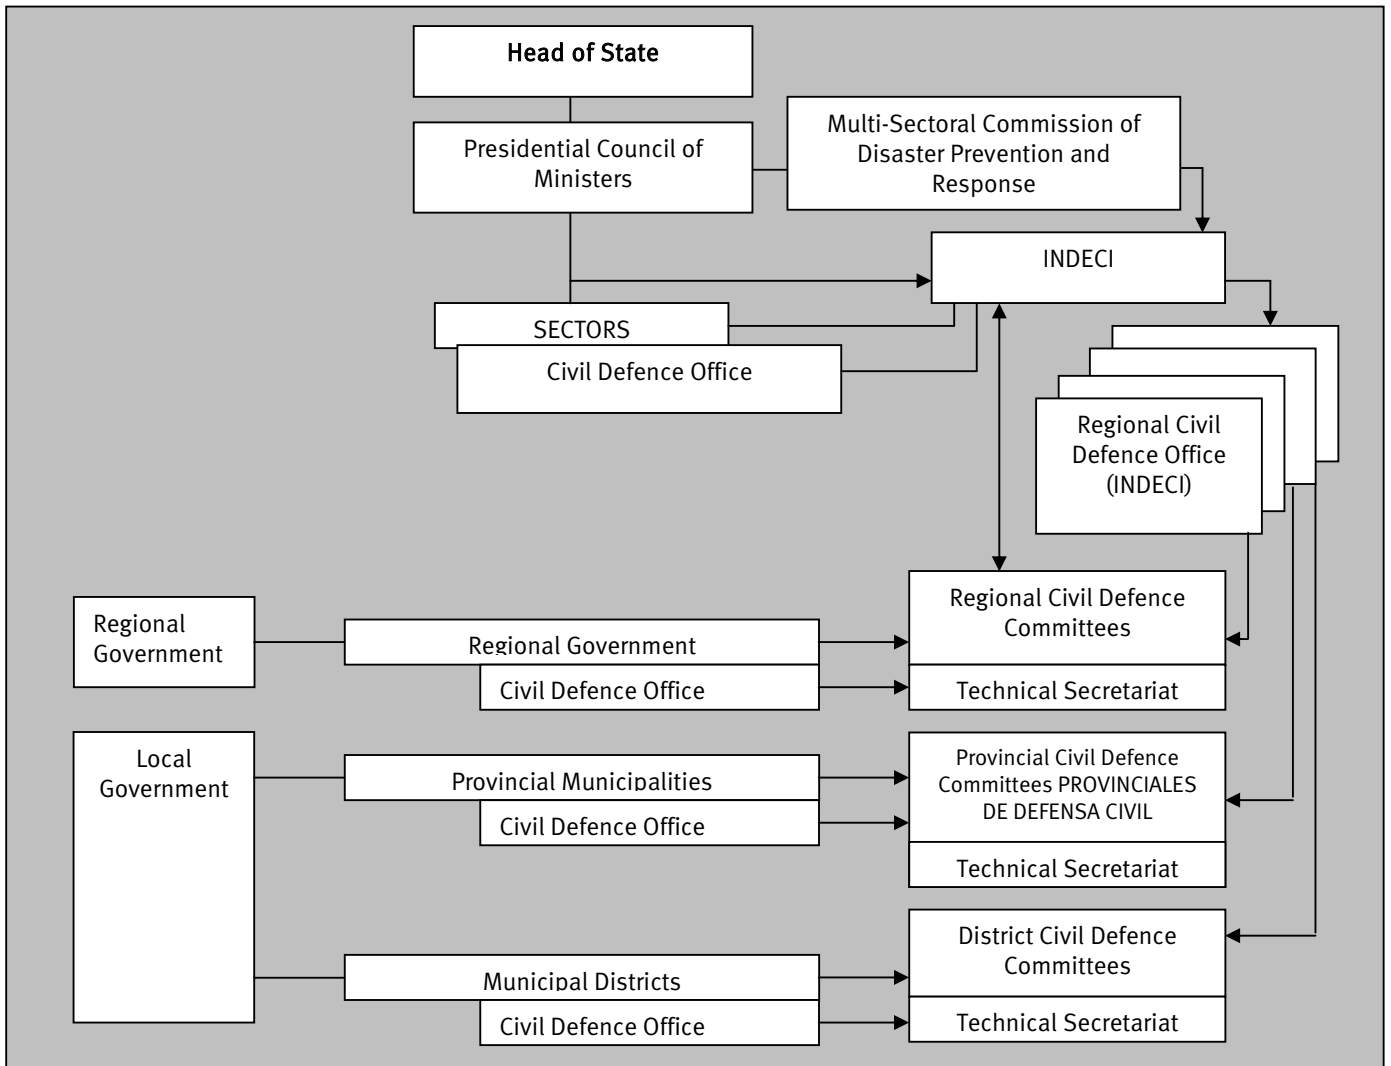 Head of State
Presidential Council of
Ministers
Multi-Sectoral Commission of
Disaster Prevention and
Response
INDECI
SECTORS
Civil Defence Office
Regional Civil
Defence Office
(INDECI)
Regional
Government
Regional Government
Civil Defence Office
Regional Civil Defence
Committees
Technical Secretariat
Local
Government
Provincial Municipalities
Civil Defence Office
Provincial Civil Defence
Committees PROVINCIALES
DE DEFENSA CIVIL
Technical Secretariat
Municipal Districts
Civil Defence Office
District Civil Defence
Committees
Technical Secretariat